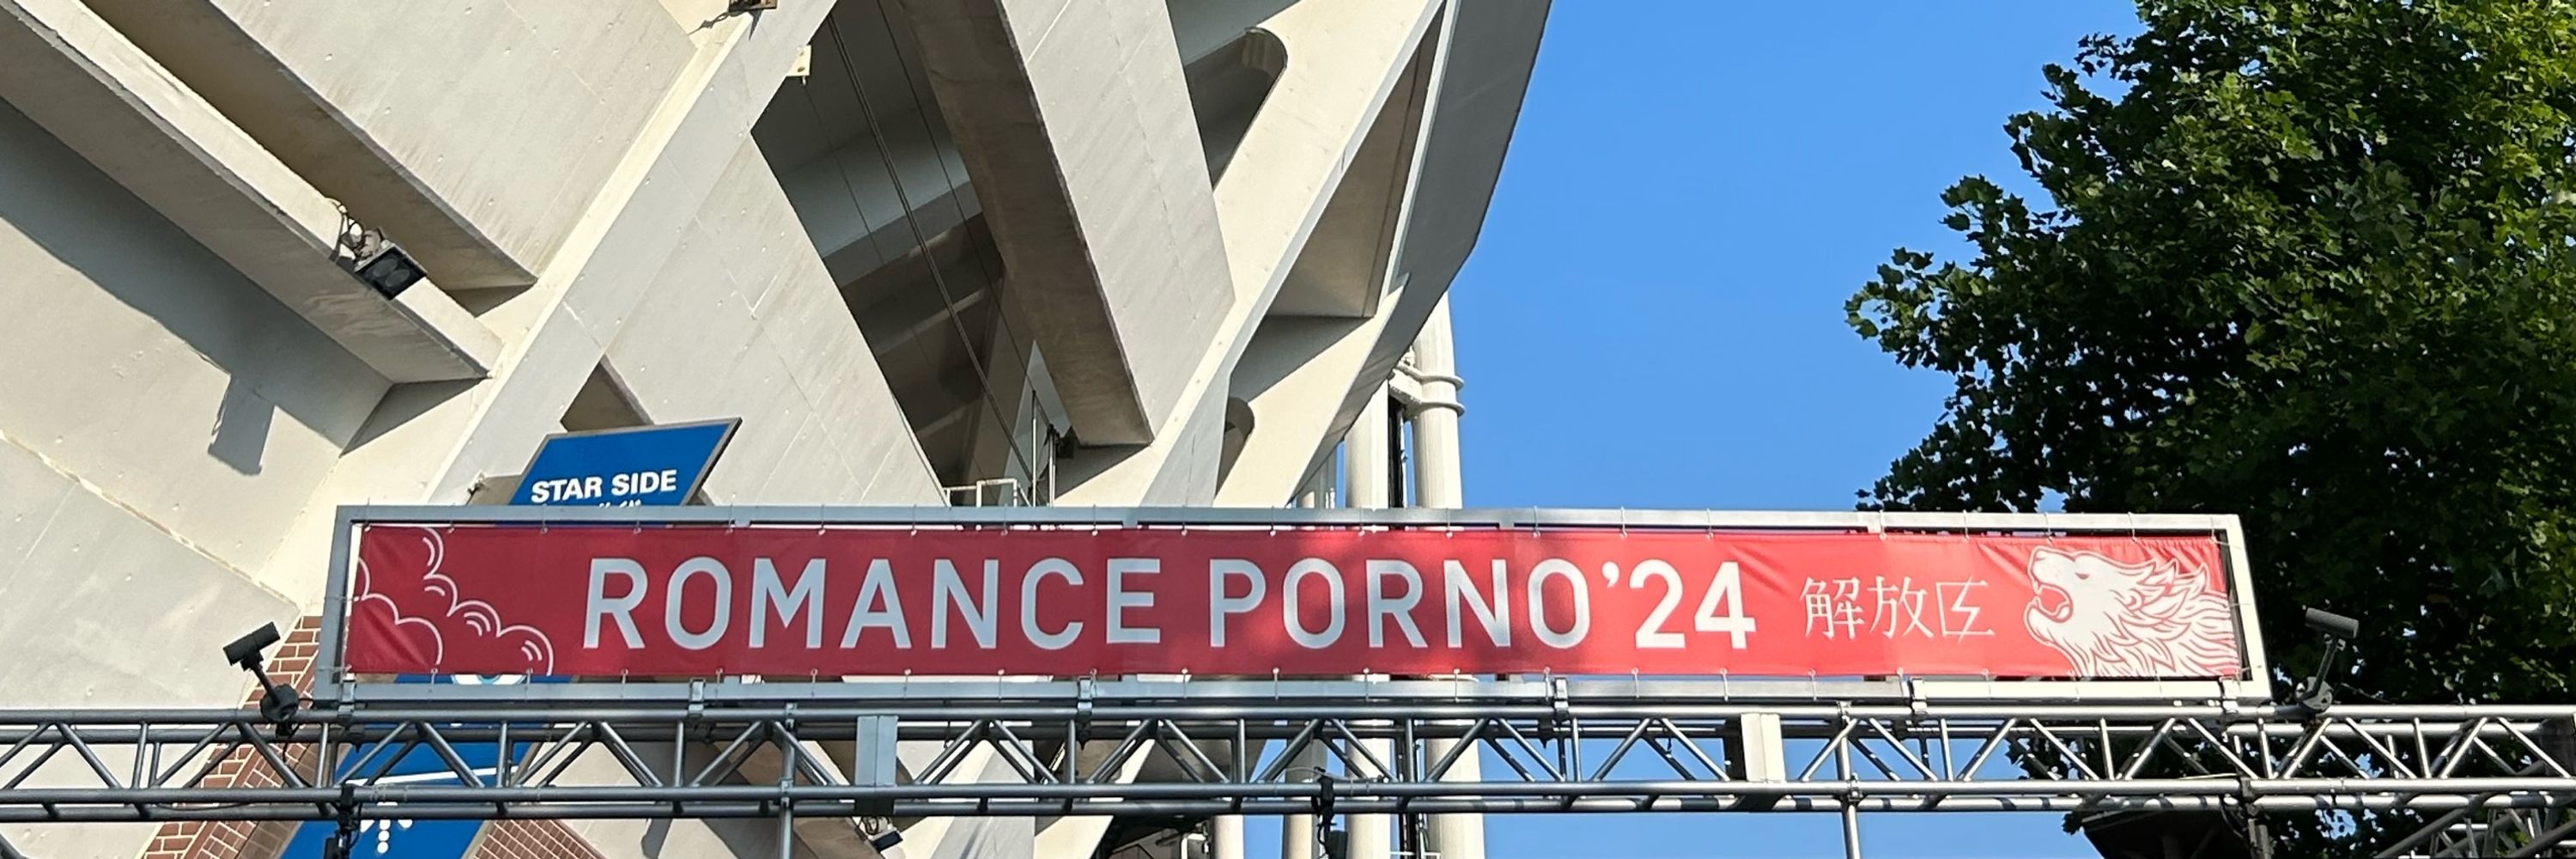 STAR SIDE
ROMANCE PORNO’24 解放区